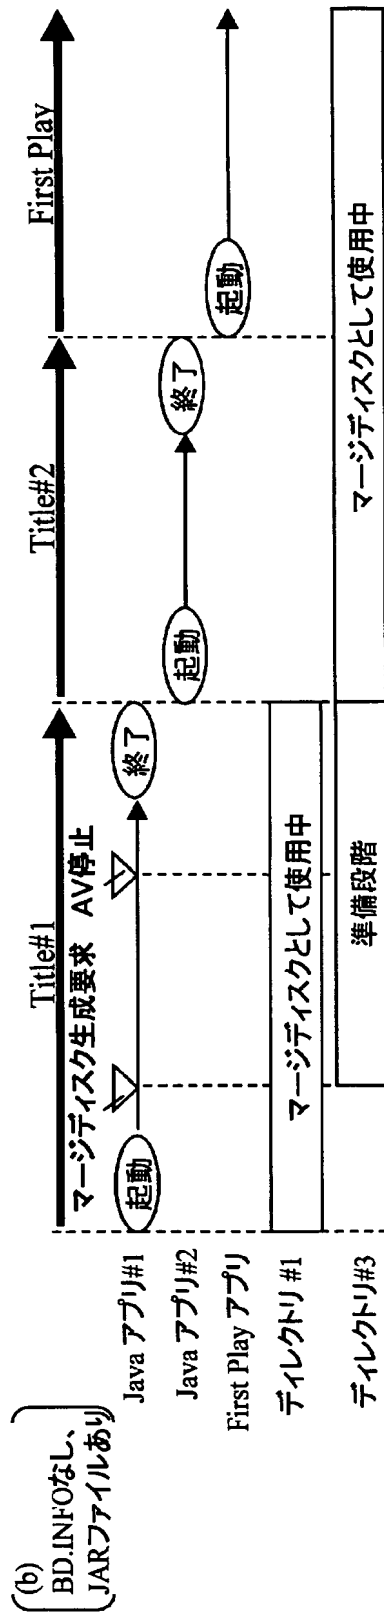 (b)
BD.INFOなし、
JARファイルあり
Title#1
Title#2
First Play
マージディスク生成要求 AV停止
Java アプリ#1
起動
終了
Java アプリ#2
起動
終了
First Play アプリ
起動
ディレクトリ #1
マージディスクとして使用中
ディレクトリ#3
準備段階
マージディスクとして使用中